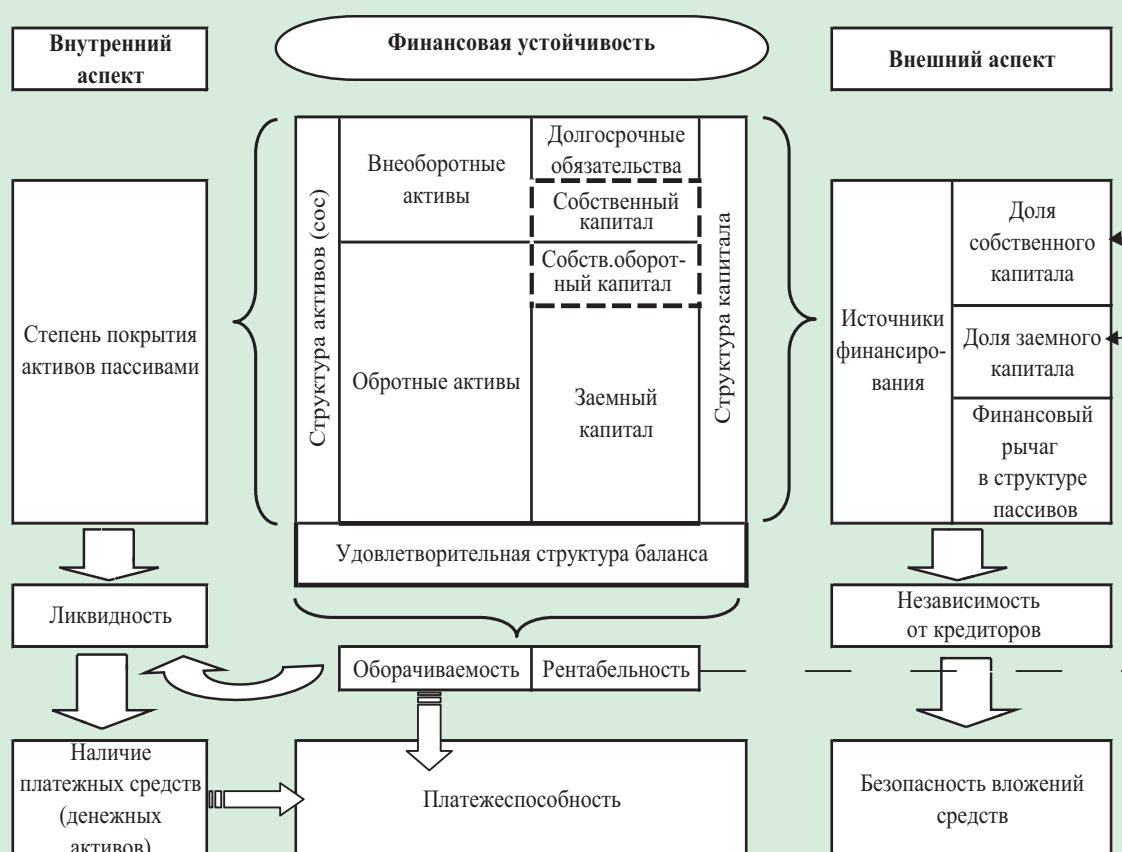 Внутренний
аспект
Финансовая устойчивость
Внешний аспект
Степень покрытия
активов пассивами
Структура активов (сос)
Внеоборотные
активы
Долгосрочные
обязательства
Собственный
капитал
Собств.оборот-
ный капитал
Обротные активы
Заемный
капитал
Структура капитала
Источники
финансиро-
вания
Доля
собственного
капитала
Доля заемного
капитала
Финансовый
рычаг
в структуре
пассивов
Удовлетворительная структура баланса
Ликвидность
Независимость
от кредиторов
Оборачиваемость
Рентабельность
Наличие
платежных средств
(денежных
активов)
Платежеспособность
Безопасность вложений
средств